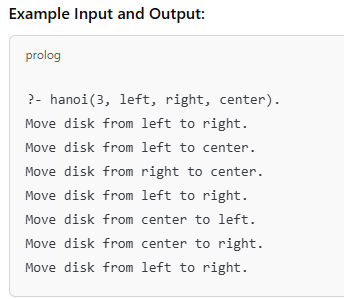 Example Input and Output:
prolog
?- hanoi(3, left, right, center).
Move disk from left to right.
Move disk from left to center.
Move disk from right to center.
Move disk from left to right.
Move disk from center to left.
Move disk from center to right.
Move disk from left to right.